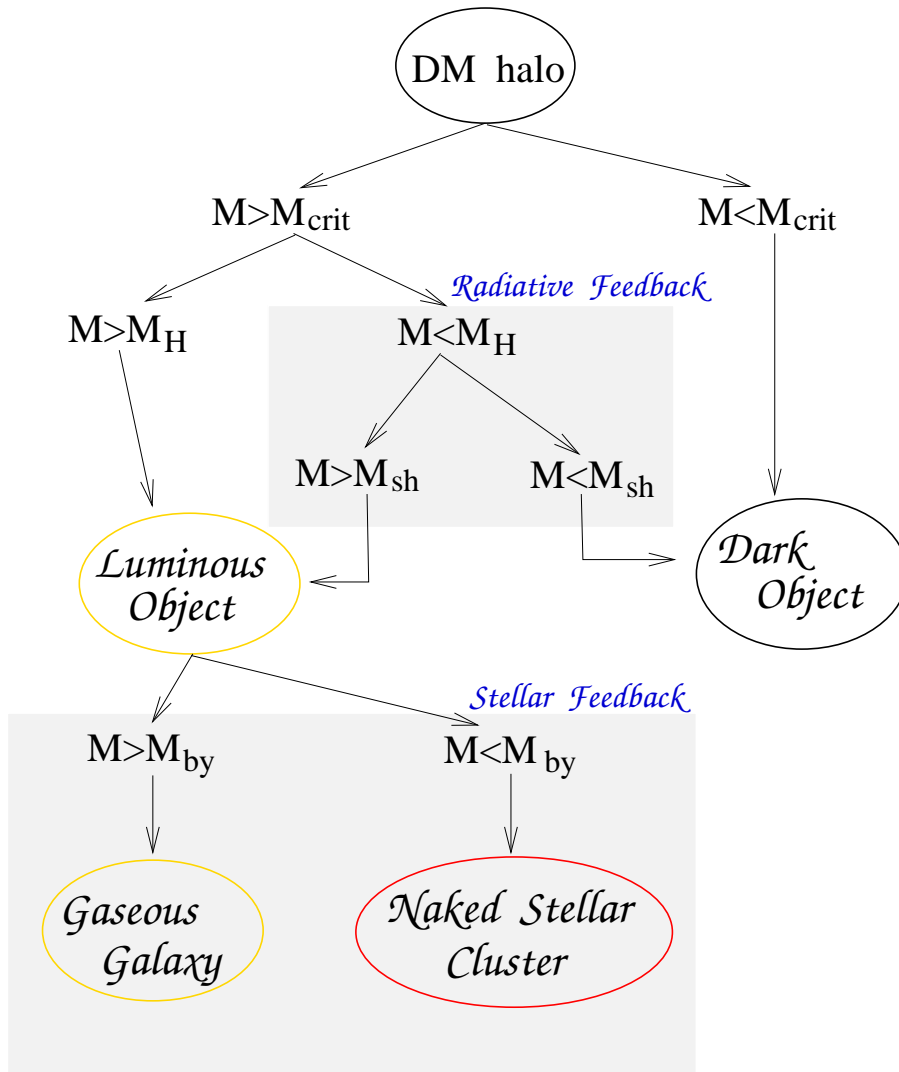 DM halo
M>Mcrit
M<Mcrit
Radiative Feedback
M>MH
M<MH
M>Msh
M<Msh
Luminous
Object
Dark
Object
Stellar Feedback
M>Mby
M<Mby
Gaseous
Galaxy
Naked Stellar
Cluster